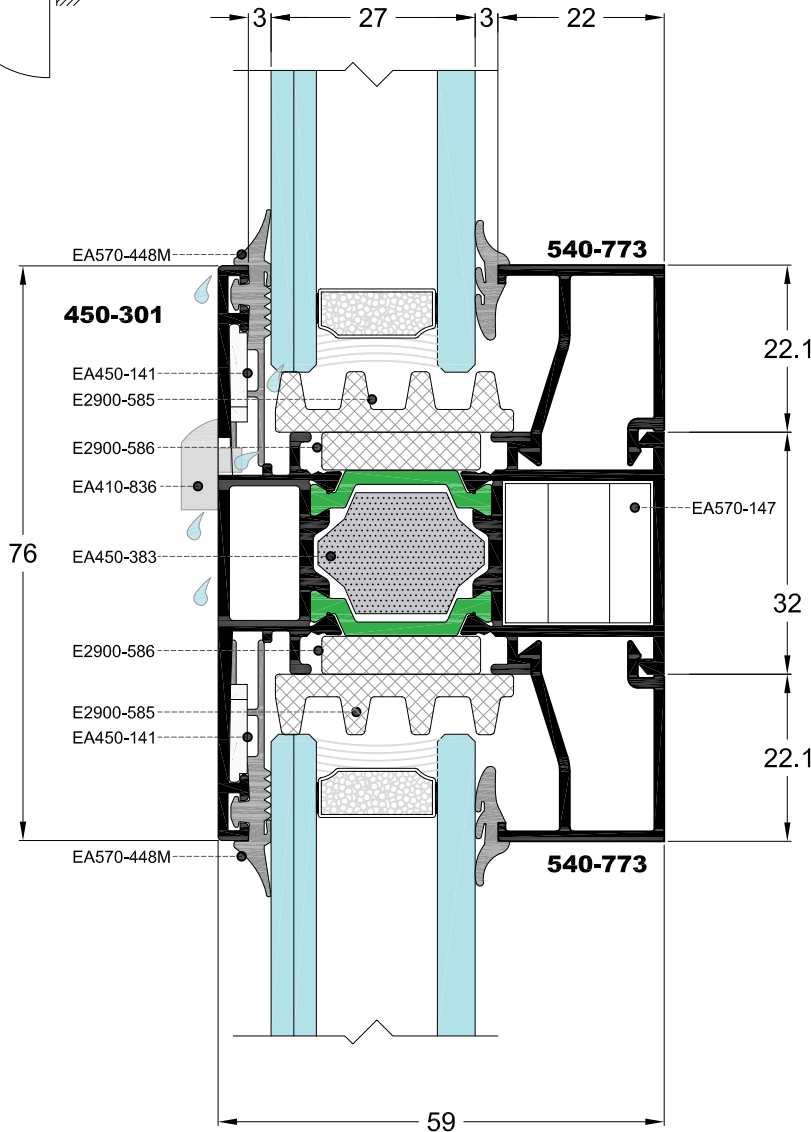 3 27 3 22
EA570-448M
540-773
450-301
22.1
EA450-141
E2900-585
E2900-586
EA410-836
EA570-147
76
EA450-383
32
E2900-586
E2900-585
EA450-141
22.1
EA570-448M
540-773
59